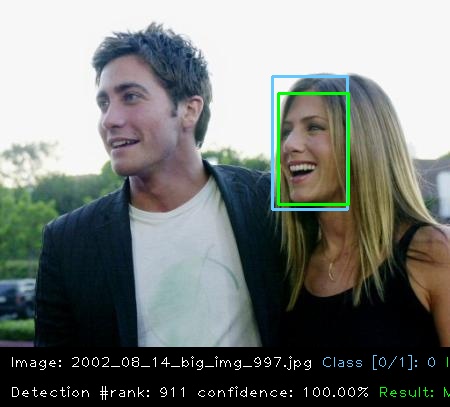 Image: 2002_08_14_big_img_997.jpg Class [0/1]: 0
Detection #rank: 911 confidence: 100.00% Result: